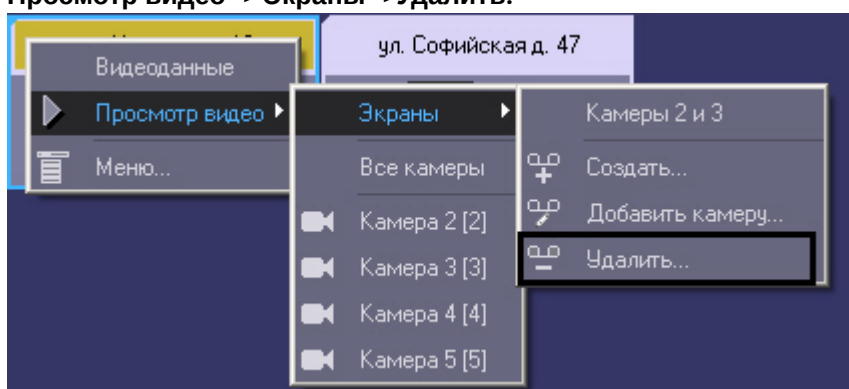 Просмотр видео -> Экраны ->Удалить.
ул. Софийская д. 47
Видеоданные
Просмотр видео
Меню...
Экраны
Все камеры
Камера 2 [2]
Камера 3 [3]
Камера 4 [4]
Камера 5 [5]
Камеры 2 и 3
Создать...
Добавить камеру...
Удалить...